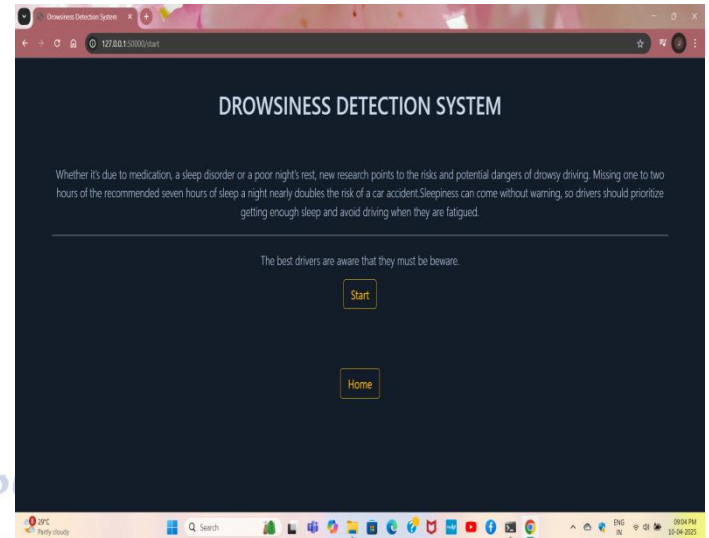 Drowsiness Detection System
127.0.0.1:50000/start
DROWSINESS DETECTION SYSTEM
Whether it's due to medication, a sleep disorder or a poor night's rest, new research points to the risks and potential dangers of drowsy driving. Missing one to two
hours of the recommended seven hours of sleep a night nearly doubles the risk of a car accident.Sleepiness can come without warning, so drivers should prioritize
getting enough sleep and avoid driving when they are fatigued.
The best drivers are aware that they must be beware.
Start
Home
29°C
Partly cloudy
Search
ENG
IN
09:04 PM
10-04-2025